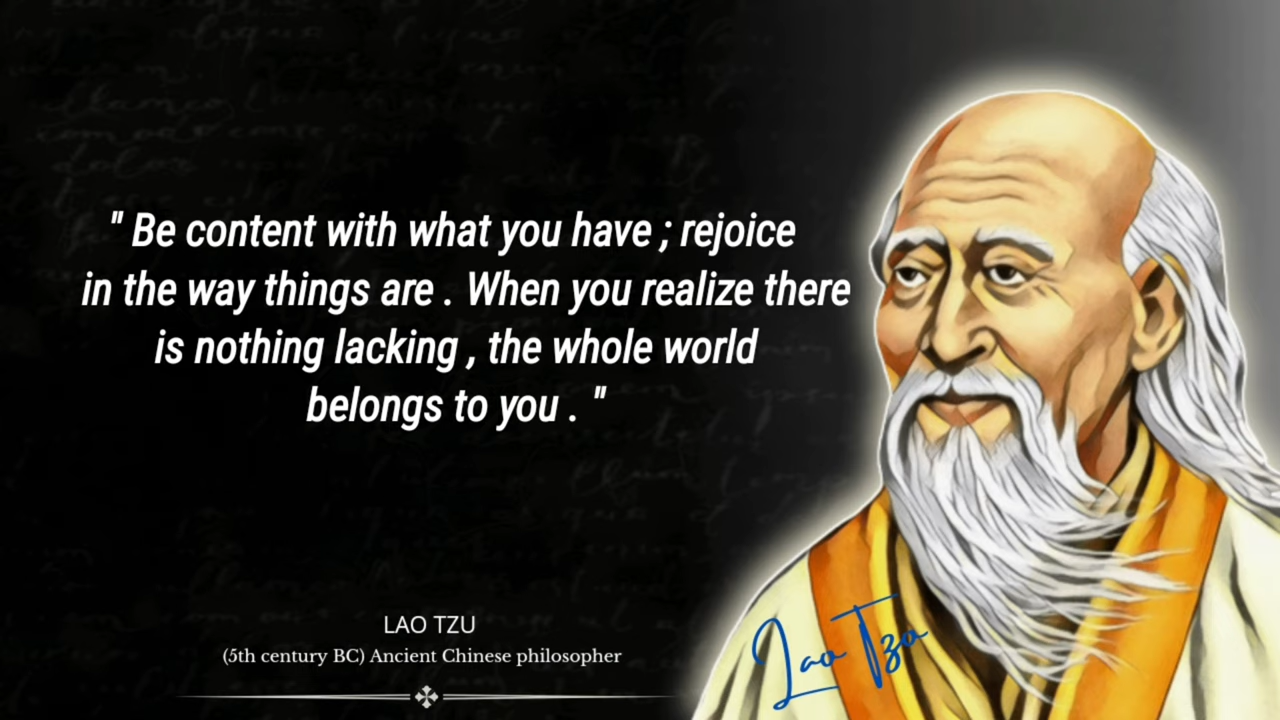 " Be content with what you have ; rejoice
in the way things are . When you realize there
is nothing lacking , the whole world
belongs to you . "
LAO TZU
(5th century BC) Ancient Chinese philosopher
Lao Tzu